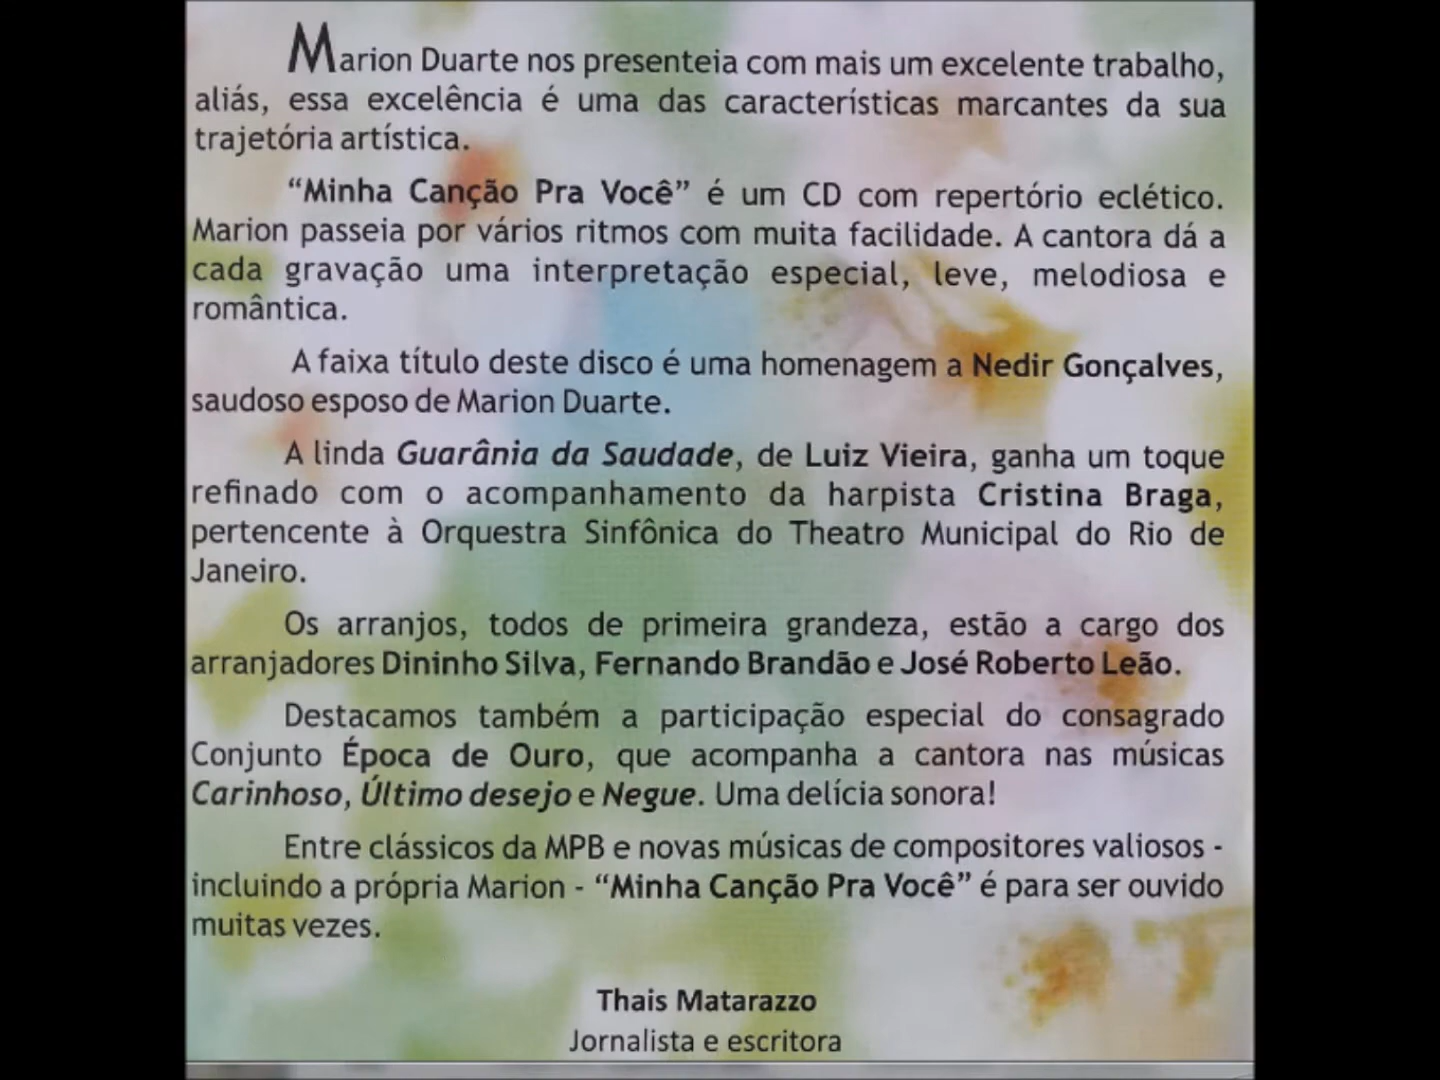 Marion Duarte nos presenteia com mais um excelente trabalho,
aliás, essa excelência é uma das características marcantes da sua
trajetória artística.
“Minha Canção Pra Você” é um CD com repertório eclético.
Marion passeia por vários ritmos com muita facilidade. A cantora dá a
cada gravação uma interpretação especial, leve, melodiosa e
romântica.
A faixa título deste disco é uma homenagem a Nedir Gonçalves,
saudoso esposo de Marion Duarte.
A linda Guarânia da Saudade, de Luiz Vieira, ganha um toque
refinado com o acompanhamento da harpista Cristina Braga,
pertencente à Orquestra Sinfônica do Theatro Municipal do Rio de
Janeiro.
Os arranjos, todos de primeira grandeza, estão a cargo dos
arranjadores Dininho Silva, Fernando Brandão e José Roberto Leão.
Destacamos também a participação especial do consagrado
Conjunto Época de Ouro, que acompanha a cantora nas músicas
Carinhoso, Último desejo e Negue. Uma delícia sonora!
Entre clássicos da MPB e novas músicas de compositores valiosos -
incluindo a própria Marion - “Minha Canção Pra Você” é para ser ouvido
muitas vezes.
Thais Matarazzo
Jornalista e escritora